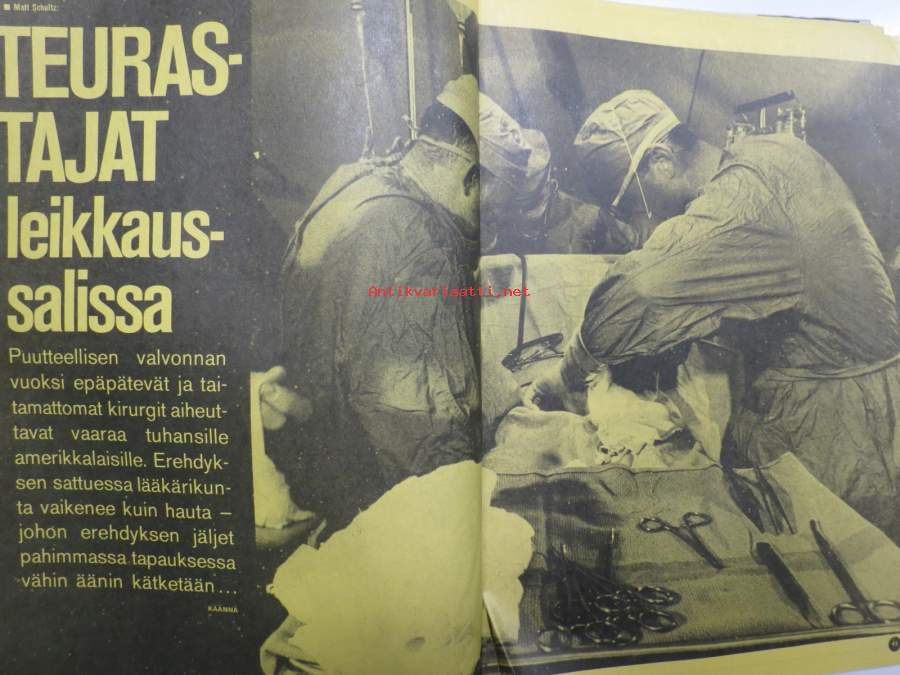 ■ Matt Schultz:
TEURAS-
TAJAT
leikkaus-
salissa
Puutteellisen valvonnan
vuoksi epäpätevät ja tai-
tamattomat kirurgit aiheut-
tavat vaaraa tuhansille
amerikkalaisille. Erehdyk-
sen sattuessa lääkärikun-
ta vaikenee kuin hauta –
johon erehdyksen jäljet
pahimmassa tapauksessa
vähin äänin kätketään...
KÄÄNNÄ
Antikvariaatti.net